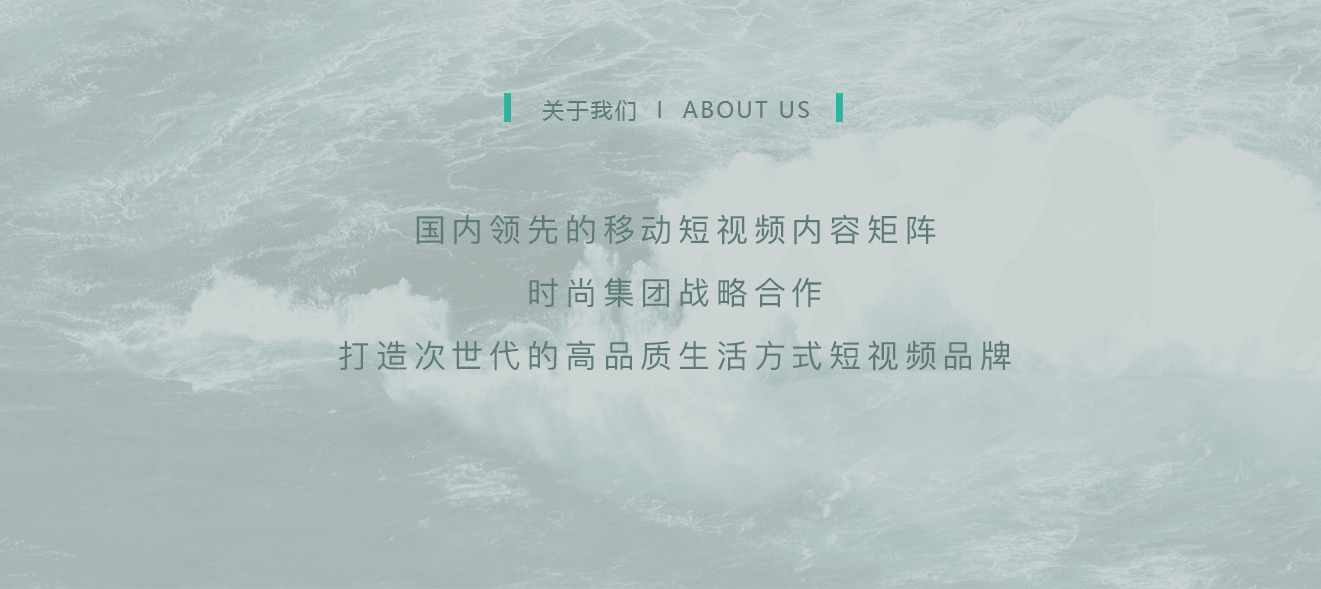 关于我们 I ABOUT US
国内领先的移动短视频内容矩阵
时尚集团战略合作
打造次世代的高品质生活方式短视频品牌